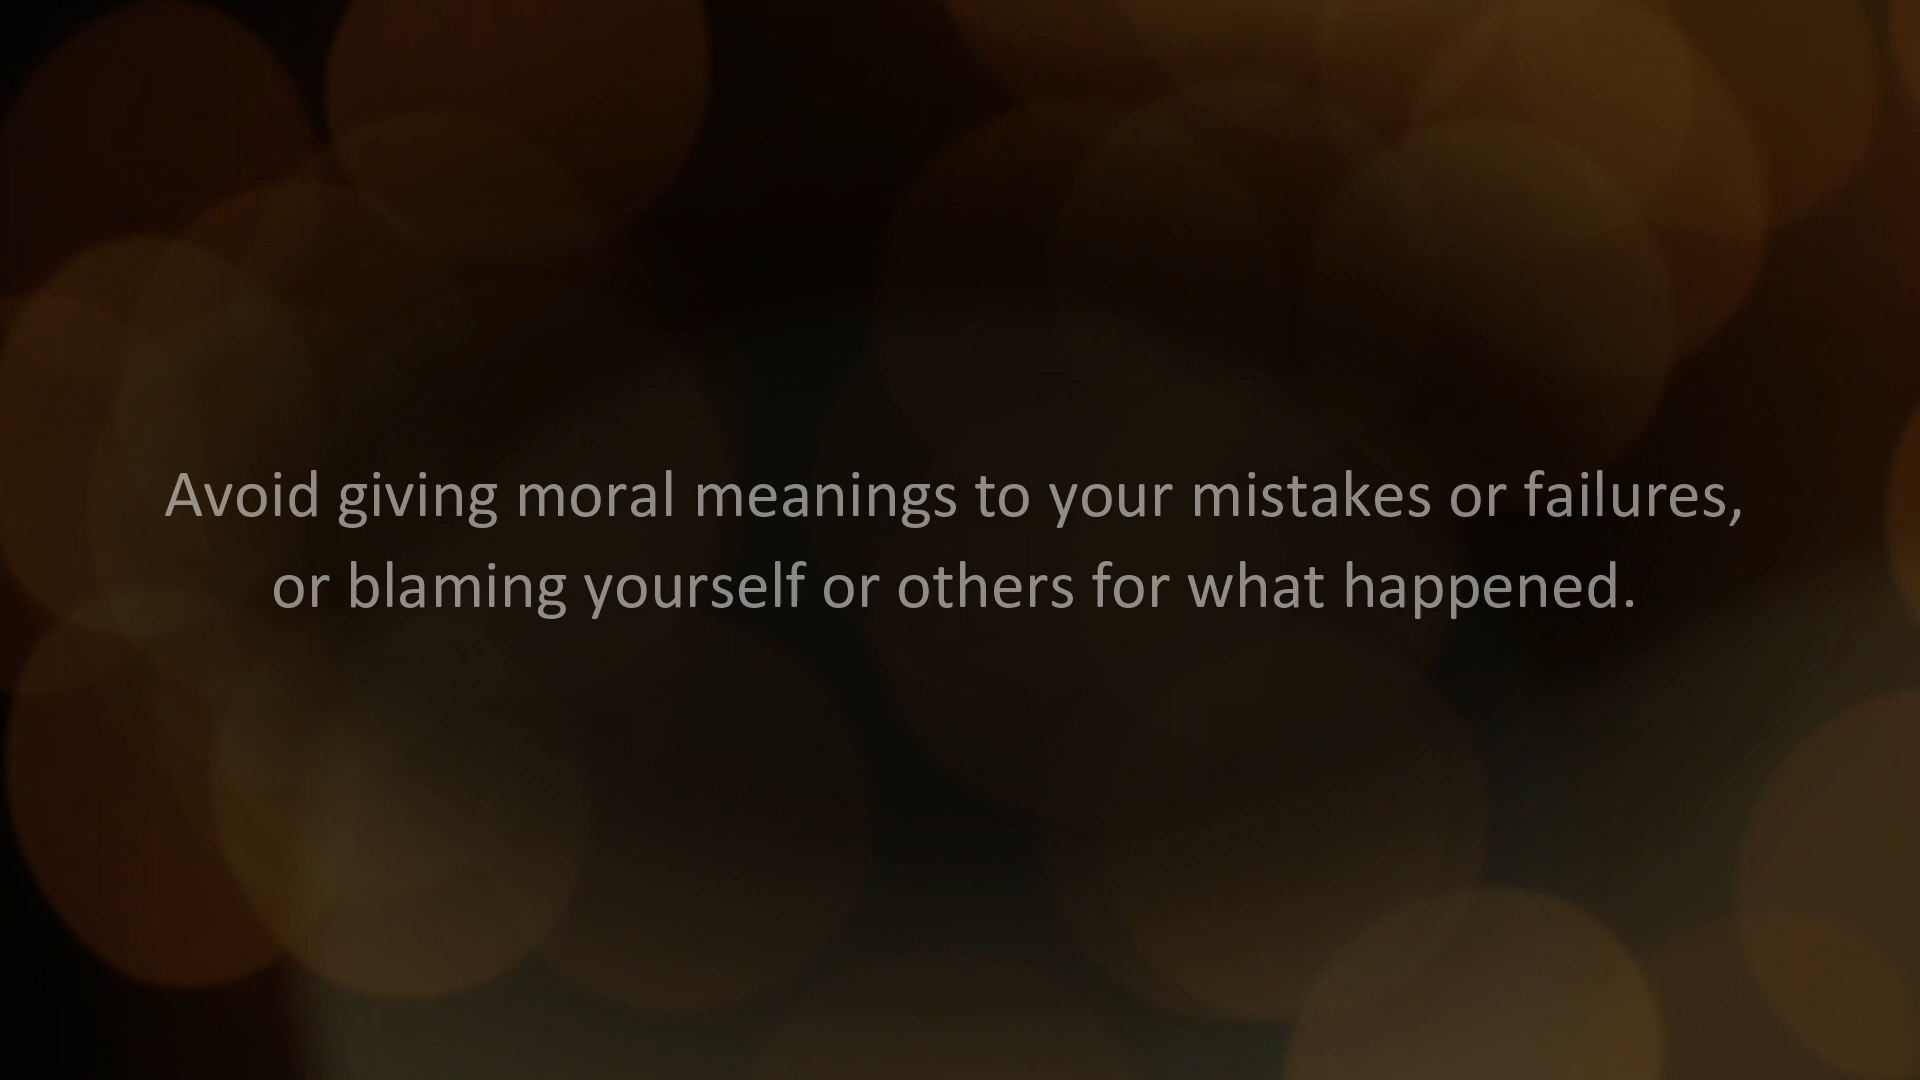 Avoid giving moral meanings to your mistakes or failures,
or blaming yourself or others for what happened.